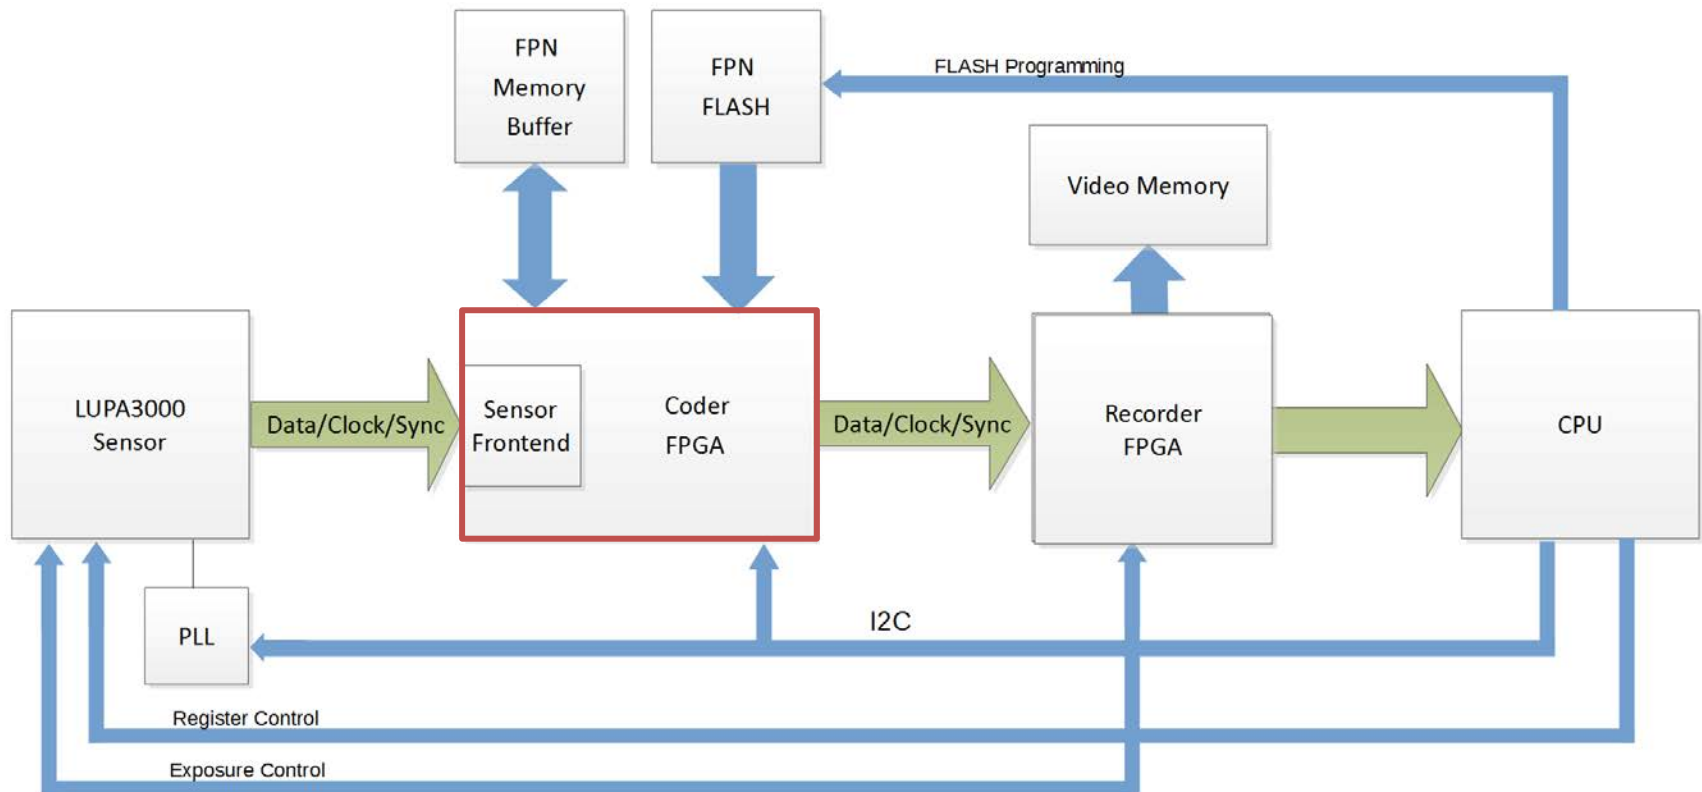 FPN
Memory
Buffer
FPN
FLASH
FLASH Programming
Video Memory
LUPA3000
Sensor
Data/Clock/Sync
Sensor
Frontend
Coder
FPGA
Data/Clock/Sync
Recorder
FPGA
CPU
PLL
I2C
Register Control
Exposure Control